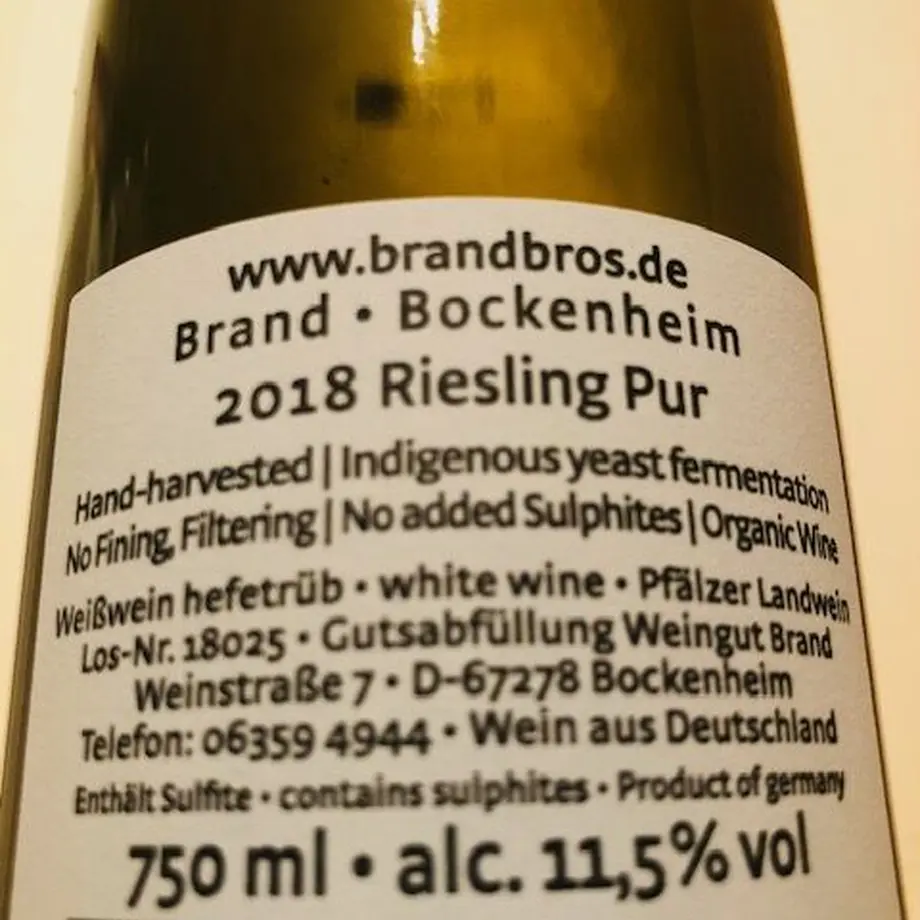 www.brandbros.de
Brand • Bockenheim
2018 Riesling Pur
Hand-harvested | Indigenous yeast fermentation
No Fining, Filtering | No added Sulphites | Organic Wine
Weißwein hefetrüb • white wine • Pfälzer Landwein
Los-Nr. 18025 • Gutsabfüllung Weingut Brand
Weinstraße 7 • D-67278 Bockenheim
Telefon: 06359 4944 • Wein aus Deutschland
Enthält Sulfite • contains sulphites • Product of germany
750 ml • alc. 11,5% vol